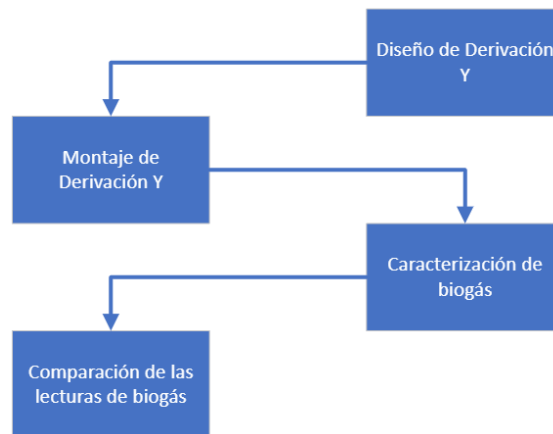 Diseño de Derivación
Y
Montaje de
Derivación Y
Caracterización de
biogás
Comparación de las
lecturas de biogás